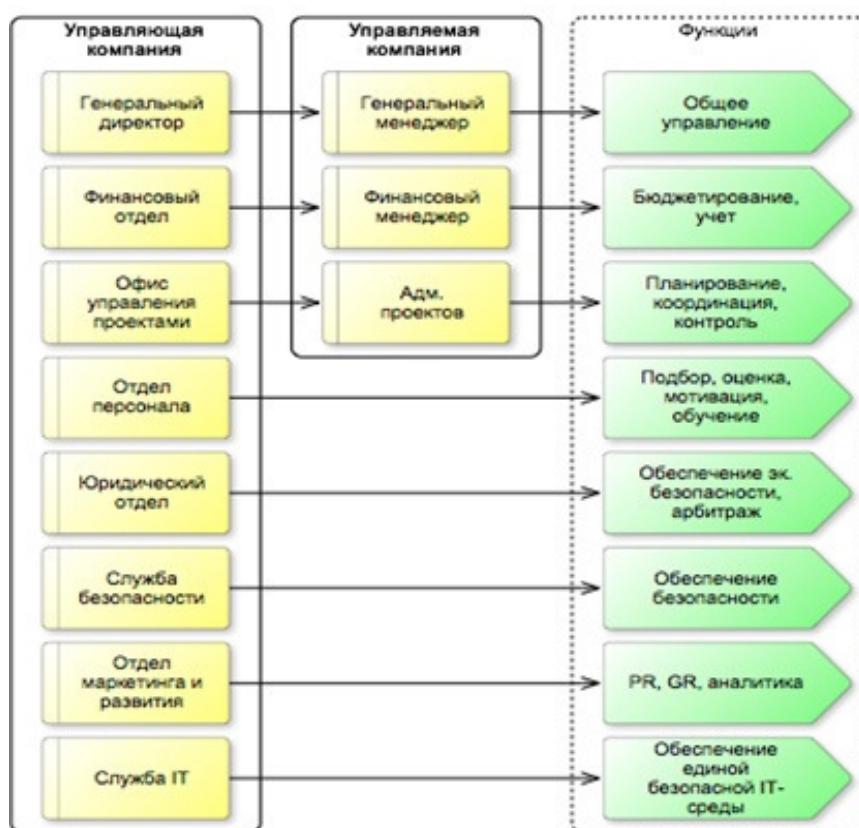 Управляющая
компания
Управляемая
компания
Функции
Генеральный
директор
Генеральный
менеджер
Общее
управление
Финансовый
отдел
Финансовый
менеджер
Бюджетирование,
учет
Офис
управления
проектами
Адм.
проектов
Планирование,
координация,
контроль
Отдел
персонала
Подбор, оценка,
мотивация,
обучение
Юридический
отдел
Обеспечение эк.
безопасности,
арбитраж
Служба
безопасности
Обеспечение
безопасности
Отдел
маркетинга и
развития
PR, GR, аналитика
Служба IT
Обеспечение
единой
безопасной IT-
среды